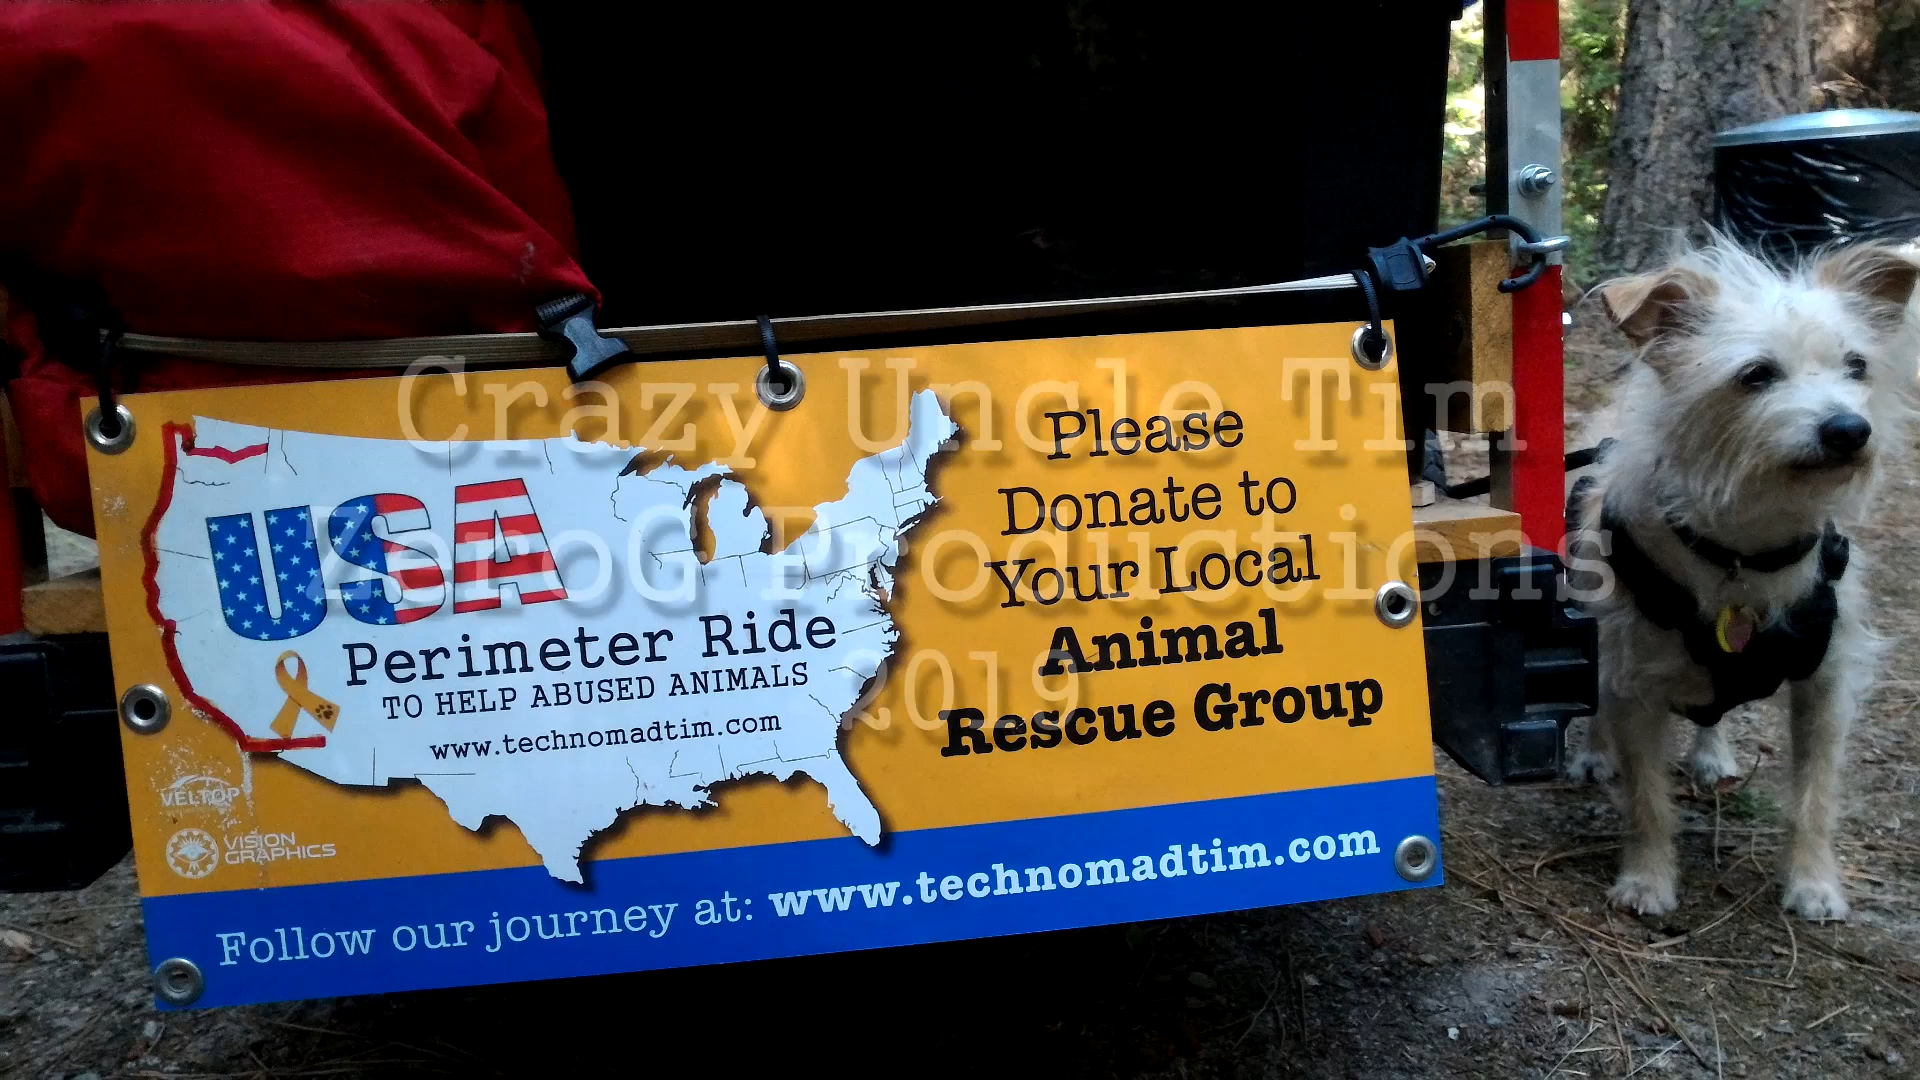 Crazy Uncle Tim
ZeroG Productions
2019
USA
Perimeter Ride
TO HELP ABUSED ANIMALS
www.technomadtim.com
Please
Donate to
Your Local
Animal
Rescue Group
VELTOP
VISION
GRAPHICS
Follow our journey at: www.technomadtim.com